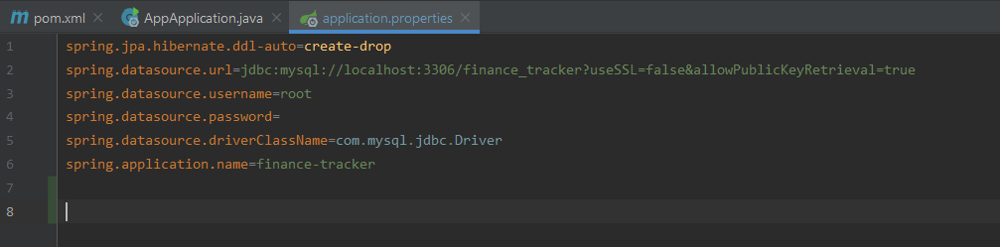 pom.xml AppApplication.java application.properties
1 spring.jpa.hibernate.ddl-auto=create-drop
2 spring.datasource.url=jdbc:mysql://localhost:3306/finance_tracker?useSSL=false&allowPublicKeyRetrieval=true
3 spring.datasource.username=root
4 spring.datasource.password=
5 spring.datasource.driverClassName=com.mysql.jdbc.Driver
6 spring.application.name=finance-tracker
7
8